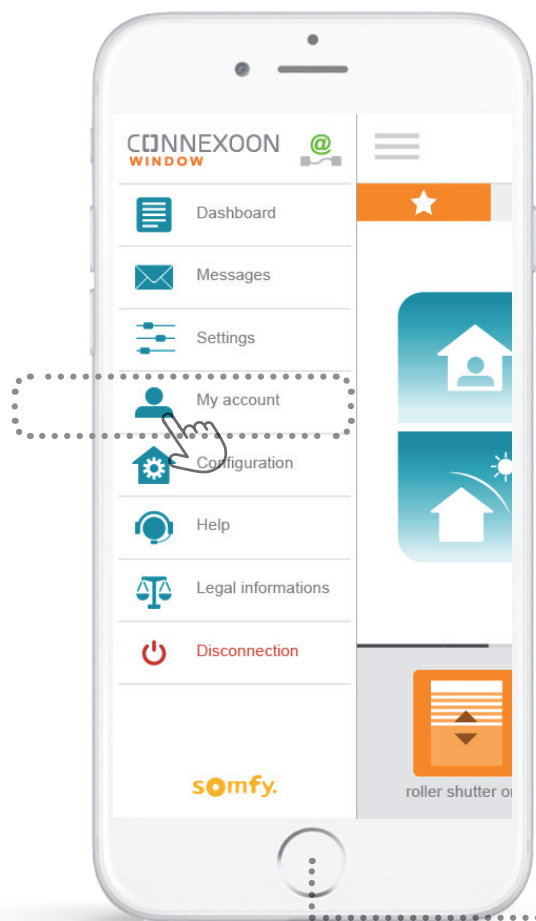 CONNEXOON
WINDOW
@
Dashboard
Messages
Settings
My account
Configuration
Help
Legal informations
Disconnection
somfy.
roller shutter